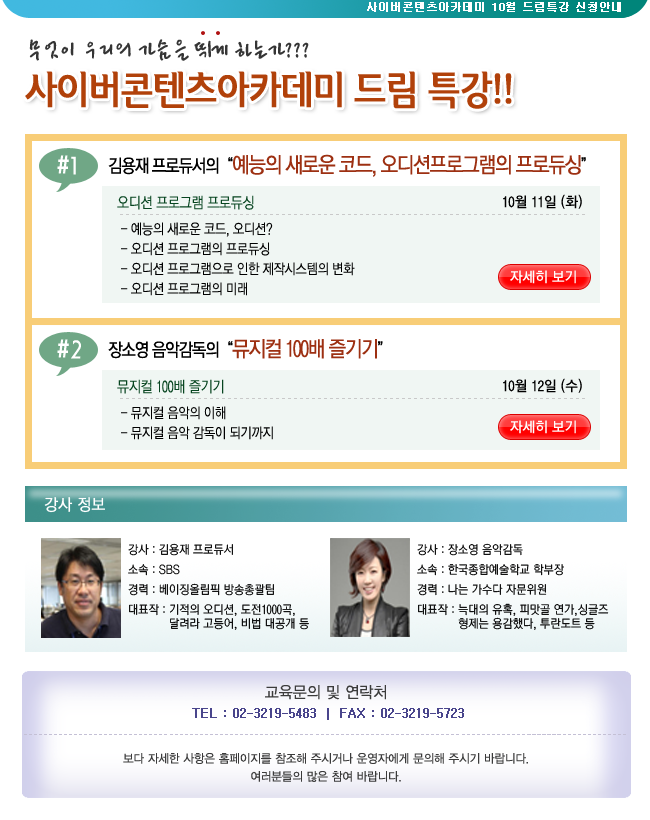 사이버콘텐츠아카데미 10월 드림특강 신청안내
무엇이 우리의 가슴을 뛰게 하는가???
사이버콘텐츠아카데미 드림 특강!!
#1 김용재 프로듀서의 “예능의 새로운 코드, 오디션프로그램의 프로듀싱”
오디션 프로그램 프로듀싱 10월 11일 (화)
- 예능의 새로운 코드, 오디션?
- 오디션 프로그램의 프로듀싱
- 오디션 프로그램으로 인한 제작시스템의 변화
- 오디션 프로그램의 미래
자세히 보기
#2 장소영 음악감독의 “뮤지컬 100배 즐기기”
뮤지컬 100배 즐기기 10월 12일 (수)
- 뮤지컬 음악의 이해
- 뮤지컬 음악 감독이 되기까지
자세히 보기
강사 정보
강사 : 김용재 프로듀서
소속 : SBS
경력 : 베이징올림픽 방송총괄팀
대표작 : 기적의 오디션, 도전1000곡,
달려라 고등어, 비법 대공개 등
강사 : 장소영 음악감독
소속 : 한국종합예술학교 학부장
경력 : 나는 가수다 자문위원
대표작 : 늑대의 유혹, 피맛골 연가,싱글즈
형제는 용감했다, 투란도트 등
교육문의 및 연락처
TEL : 02-3219-5483 | FAX : 02-3219-5723
보다 자세한 사항은 홈페이지를 참조해 주시거나 운영자에게 문의해 주시기 바랍니다.
여러분들의 많은 참여 바랍니다.